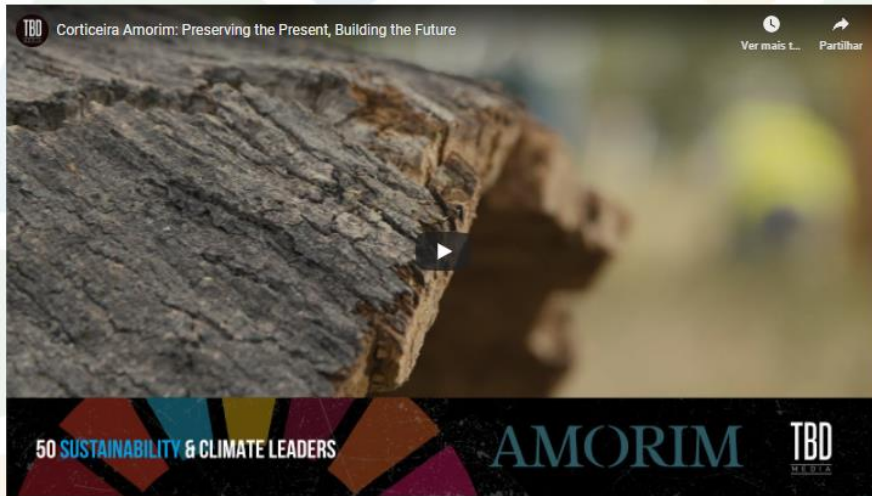 TBD
Corticeira Amorim: Preserving the Present, Building the Future
Ver mais t...
Partilhar
50 SUSTAINABILITY & CLIMATE LEADERS
AMORIM
TBD
MEDIA